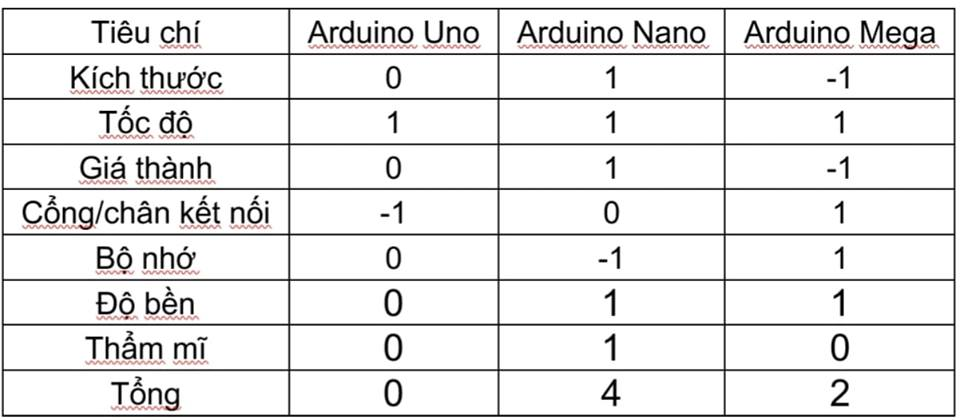 Tiêu chí Arduino Uno Arduino Nano Arduino Mega
Kích thước 0 1 -1
Tốc độ 1 1 1
Giá thành 0 1 -1
Cổng/chân kết nối -1 0 1
Bộ nhớ 0 -1 1
Độ bền 0 1 1
Thẩm mĩ 0 1 0
Tổng 0 4 2